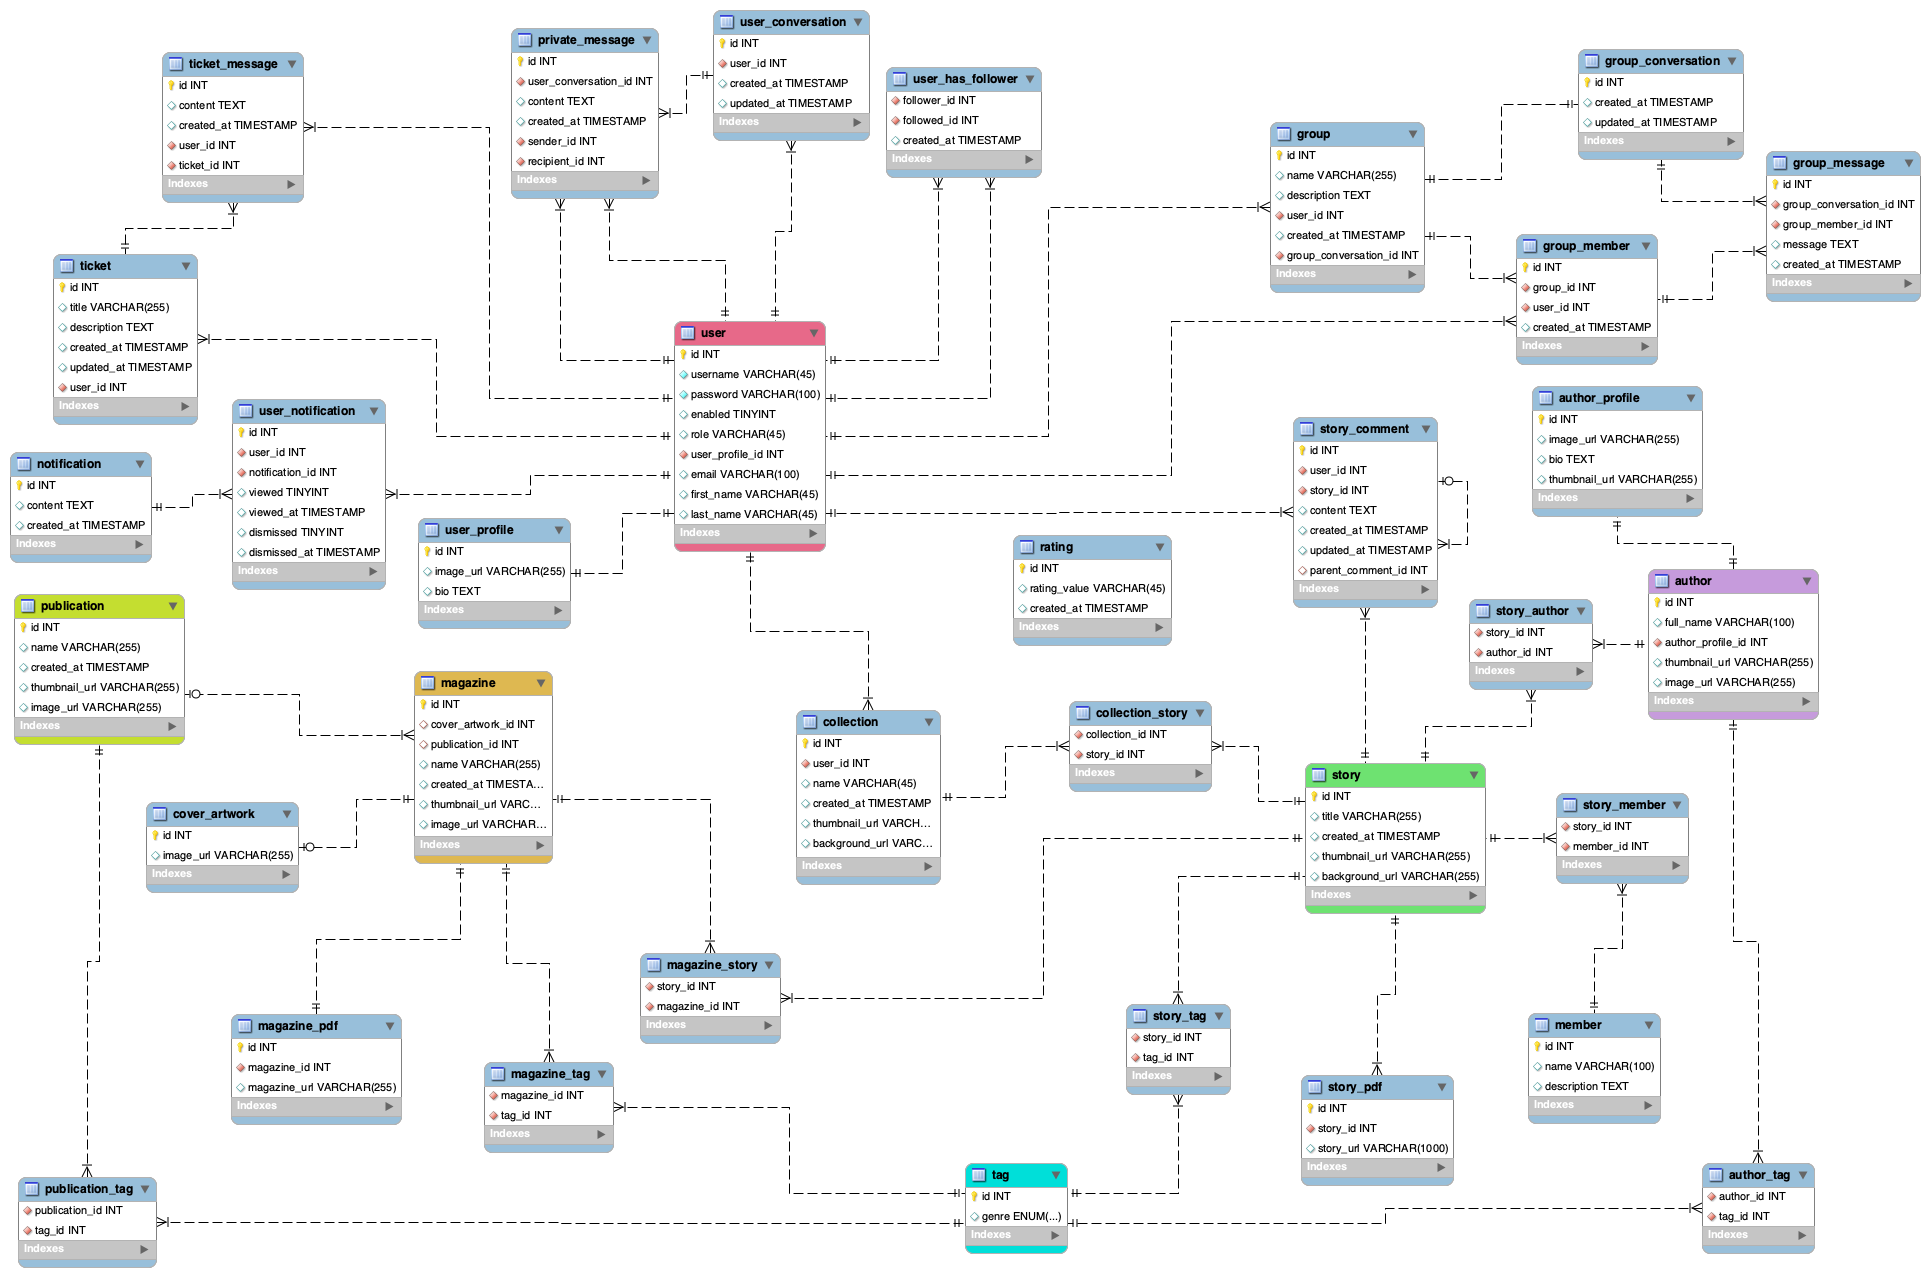 user_conversation
id INT
user_id INT
created_at TIMESTAMP
updated_at TIMESTAMP
Indexes
private_message
id INT
user_conversation_id INT
content TEXT
created_at TIMESTAMP
sender_id INT
recipient_id INT
Indexes
ticket_message
id INT
content TEXT
created_at TIMESTAMP
user_id INT
ticket_id INT
Indexes
user_has_follower
follower_id INT
followed_id INT
created_at TIMESTAMP
Indexes
group_conversation
id INT
created_at TIMESTAMP
updated_at TIMESTAMP
Indexes
group
id INT
name VARCHAR(255)
description TEXT
user_id INT
created_at TIMESTAMP
group_conversation_id INT
Indexes
group_message
id INT
group_conversation_id INT
group_member_id INT
message TEXT
created_at TIMESTAMP
Indexes
group_member
id INT
group_id INT
user_id INT
created_at TIMESTAMP
Indexes
ticket
id INT
title VARCHAR(255)
description TEXT
created_at TIMESTAMP
updated_at TIMESTAMP
user_id INT
Indexes
user
id INT
username VARCHAR(45)
password VARCHAR(100)
enabled TINYINT
role VARCHAR(45)
user_profile_id INT
email VARCHAR(100)
first_name VARCHAR(45)
last_name VARCHAR(45)
Indexes
user_notification
id INT
user_id INT
notification_id INT
viewed TINYINT
viewed_at TIMESTAMP
dismissed TINYINT
dismissed_at TIMESTAMP
Indexes
notification
id INT
content TEXT
created_at TIMESTAMP
Indexes
user_profile
id INT
image_url VARCHAR(255)
bio TEXT
Indexes
story_comment
id INT
user_id INT
story_id INT
content TEXT
created_at TIMESTAMP
updated_at TIMESTAMP
parent_comment_id INT
Indexes
author_profile
id INT
image_url VARCHAR(255)
bio TEXT
thumbnail_url VARCHAR(255)
Indexes
rating
id INT
rating_value VARCHAR(45)
created_at TIMESTAMP
Indexes
author
id INT
full_name VARCHAR(100)
author_profile_id INT
thumbnail_url VARCHAR(255)
image_url VARCHAR(255)
Indexes
story_author
story_id INT
author_id INT
Indexes
publication
id INT
name VARCHAR(255)
created_at TIMESTAMP
thumbnail_url VARCHAR(255)
image_url VARCHAR(255)
Indexes
magazine
id INT
cover_artwork_id INT
publication_id INT
name VARCHAR(255)
created_at TIMESTA...
thumbnail_url VARC...
image_url VARCHAR...
Indexes
collection
id INT
user_id INT
name VARCHAR(45)
created_at TIMESTAMP
thumbnail_url VARCH...
background_url VARC...
Indexes
collection_story
collection_id INT
story_id INT
Indexes
story
id INT
title VARCHAR(255)
created_at TIMESTAMP
thumbnail_url VARCHAR(255)
background_url VARCHAR(255)
Indexes
story_member
story_id INT
member_id INT
Indexes
cover_artwork
id INT
image_url VARCHAR(255)
Indexes
magazine_story
story_id INT
magazine_id INT
Indexes
magazine_pdf
id INT
magazine_id INT
magazine_url VARCHAR(255)
Indexes
magazine_tag
magazine_id INT
tag_id INT
Indexes
story_tag
story_id INT
tag_id INT
Indexes
member
id INT
name VARCHAR(100)
description TEXT
Indexes
story_pdf
id INT
story_id INT
story_url VARCHAR(1000)
Indexes
publication_tag
publication_id INT
tag_id INT
Indexes
tag
id INT
genre ENUM(...)
Indexes
author_tag
author_id INT
tag_id INT
Indexes